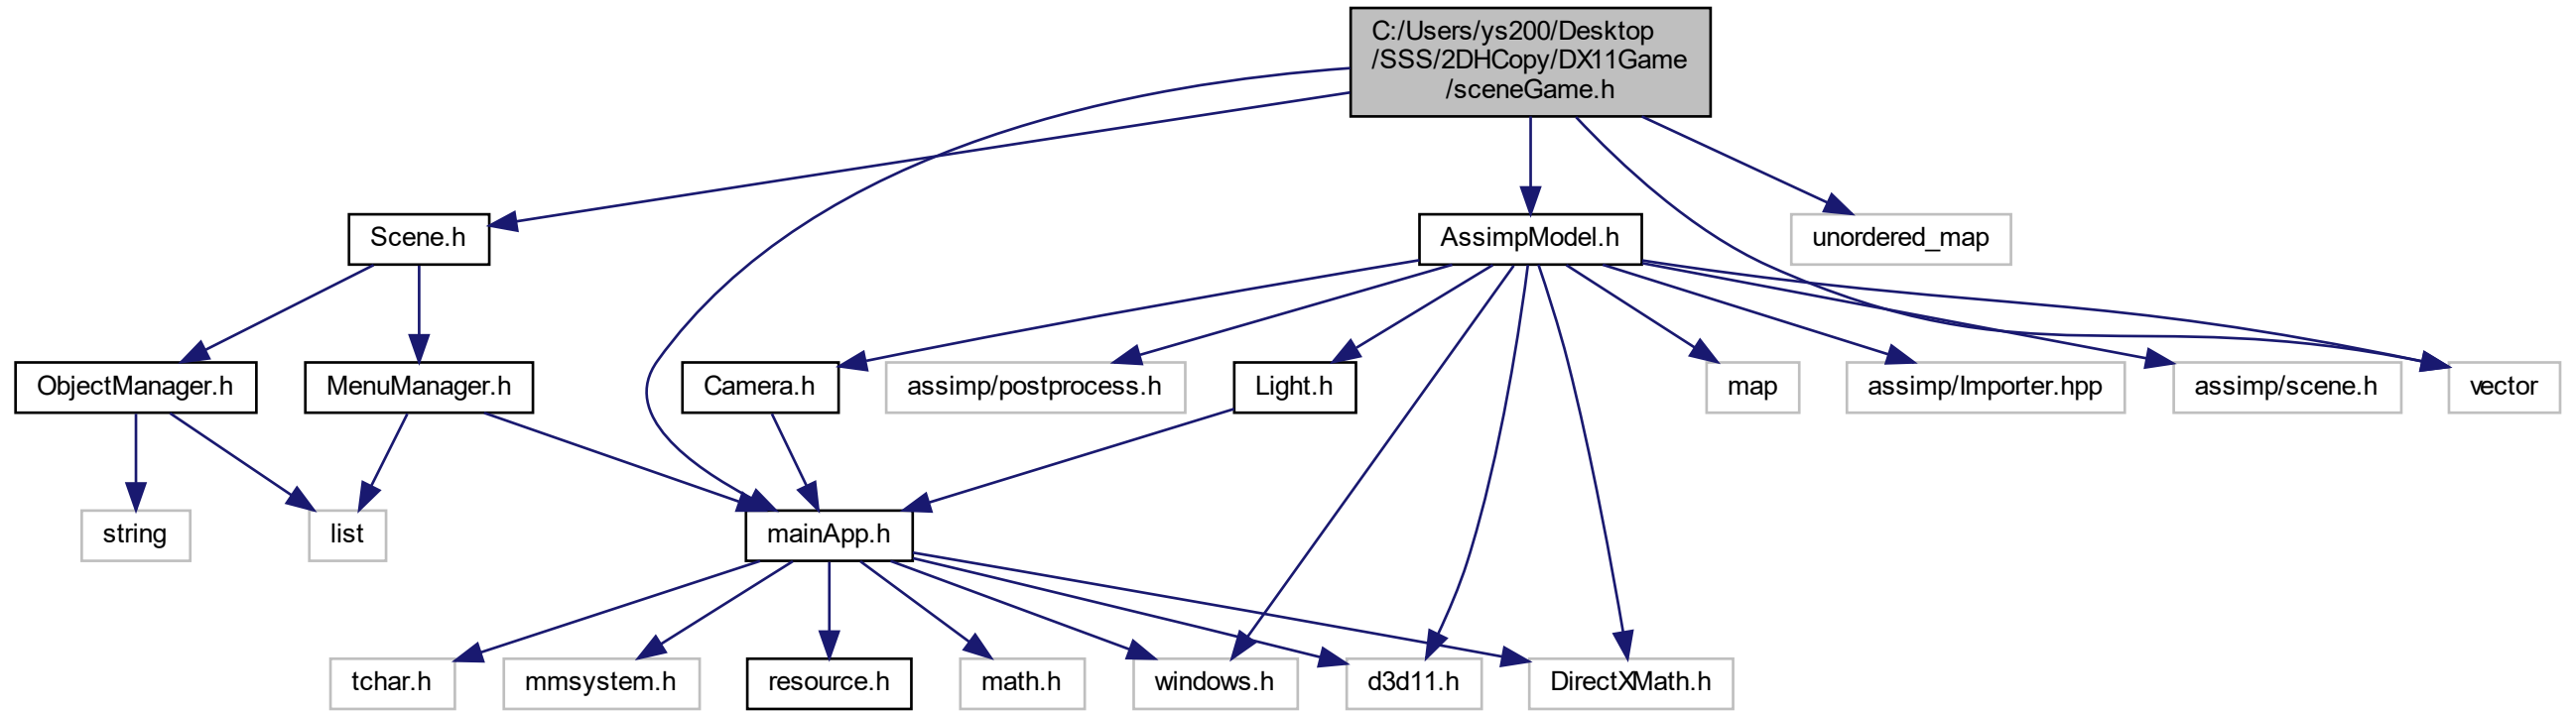 C:/Users/ys200/Desktop
/SSS/2DHCopy/DX11Game
/sceneGame.h
Scene.h
AssimpModel.h
unordered_map
ObjectManager.h
MenuManager.h
Camera.h
assimp/postprocess.h
Light.h
map
assimp/Importer.hpp
assimp/scene.h
vector
string
list
mainApp.h
tchar.h
mmsystem.h
resource.h
math.h
windows.h
d3d11.h
DirectXMath.h